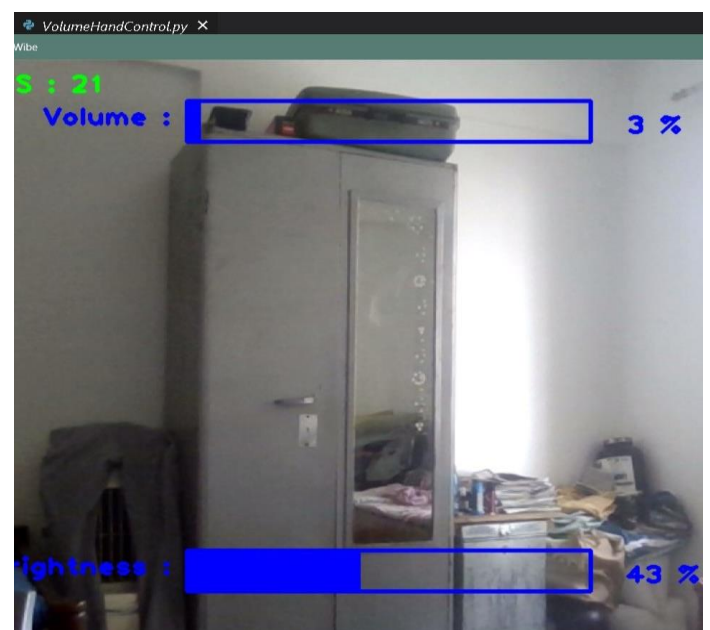 VolumeHandControl.py
Wibe
S : 21
Volume : 3 %
ightness : 43 %